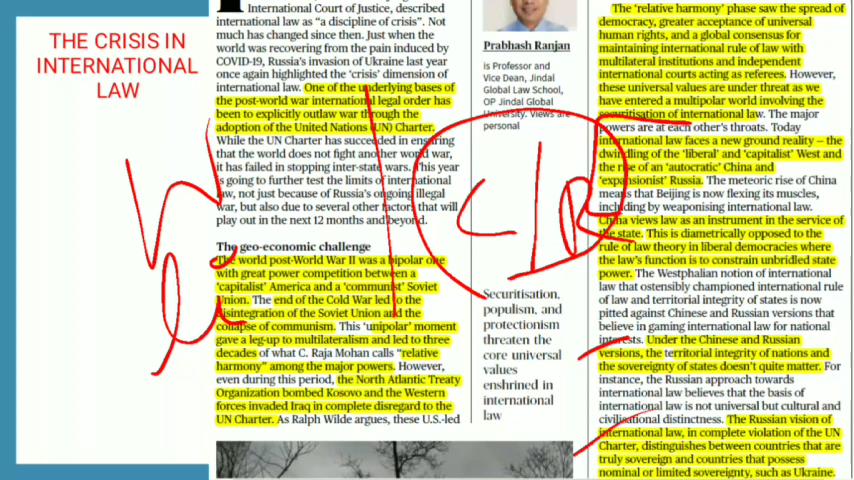 THE CRISIS IN
INTERNATIONAL
LAW
International Court of Justice, described
international law as “a discipline of crisis”. Not
much has changed since then. Just when the
world was recovering from the pain induced by
COVID-19, Russia’s invasion of Ukraine last year
once again highlighted the ‘crisis’ dimension of
international law. One of the underlying bases of
the post-world war international legal order has
been to explicitly outlaw war through the
adoption of the United Nations (UN) Charter.
While the UN Charter has succeeded in ensuring
that the world does not fight another world war,
it has failed in stopping inter-state wars. This year
is going to further test the limits of international
law, not just because of Russia’s ongoing illegal
war, but also due to several other factors that will
play out in the next 12 months and beyond.
The geo-economic challenge
The world post-World War II was a bipolar one
with great power competition between a
‘capitalist’ America and a ‘communist’ Soviet
Union. The end of the Cold War led to the
disintegration of the Soviet Union and the
collapse of communism. This ‘unipolar’ moment
gave a leg-up to multilateralism and led to three
decades of what C. Raja Mohan calls “relative
harmony” among the major powers. However,
even during this period, the North Atlantic Treaty
Organization bombed Kosovo and the Western
forces invaded Iraq in complete disregard to the
UN Charter. As Ralph Wilde argues, these U.S.-led
Prabhash Ranjan
is Professor and
Vice Dean, Jindal
Global Law School,
OP Jindal Global
University. Views are
personal
Securitisation,
populism, and
protectionism
threaten the
core universal
values
enshrined in
international
law
The ‘relative harmony’ phase saw the spread of
democracy, greater acceptance of universal
human rights, and a global consensus for
maintaining international rule of law with
multilateral institutions and independent
international courts acting as referees. However,
these universal values are under threat as we
have entered a multipolar world involving the
securitisation of international law. The major
powers are at each other’s throats. Today
international law faces a new ground reality — the
dwindling of the ‘liberal’ and ‘capitalist’ West and
the rise of an ‘autocratic’ China and
‘expansionist’ Russia. The meteoric rise of China
means that Beijing is now flexing its muscles,
including by weaponising international law.
China views law as an instrument in the service of
the state. This is diametrically opposed to the
rule of law theory in liberal democracies where
the law’s function is to constrain unbridled state
power. The Westphalian notion of international
law that ostensibly championed international rule
of law and territorial integrity of states is now
pitted against Chinese and Russian versions that
believe in gaming international law for national
interests. Under the Chinese and Russian
versions, the territorial integrity of nations and
the sovereignty of states doesn’t quite matter. For
instance, the Russian approach towards
international law believes that the basis of
international law is not universal but cultural and
civilisational distinctness. The Russian vision of
international law, in complete violation of the UN
Charter, distinguishes between countries that are
truly sovereign and countries that possess
nominal or limited sovereignty, such as Ukraine.